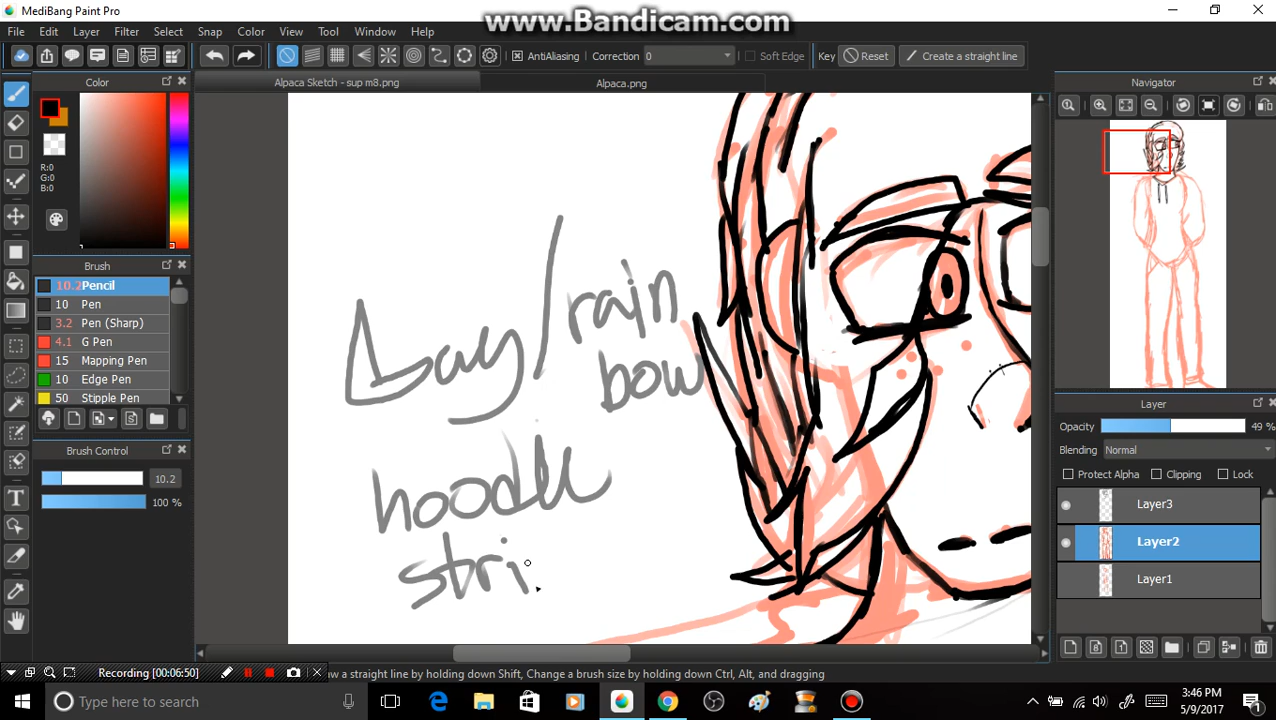 MediBang Paint Pro
www.Bandicam.com
File Edit Layer Filter Select Snap Color View Tool Window Help
AntiAliasing Correction 0 Soft Edge Key Reset Create a straight line
Color
Alpaca Sketch - sup m8.png Alpaca.png
Navigator
R:0
G:0
B:0
Brush
10.2 Pencil
10 Pen
3.2 Pen (Sharp)
4.1 G Pen
15 Mapping Pen
10 Edge Pen
50 Stipple Pen
Brush Control
10.2
100 %
/rain
bow
stri
Layer
Opacity 49 %
Blending Normal
Protect Alpha Clipping Lock
Layer3
Layer2
Layer1
Recording [00:06:50]
w a straight line by holding down Shift, Change a brush size by holding down Ctrl, Alt, and dragging
Type here to search
3:46 PM
5/9/2017
1